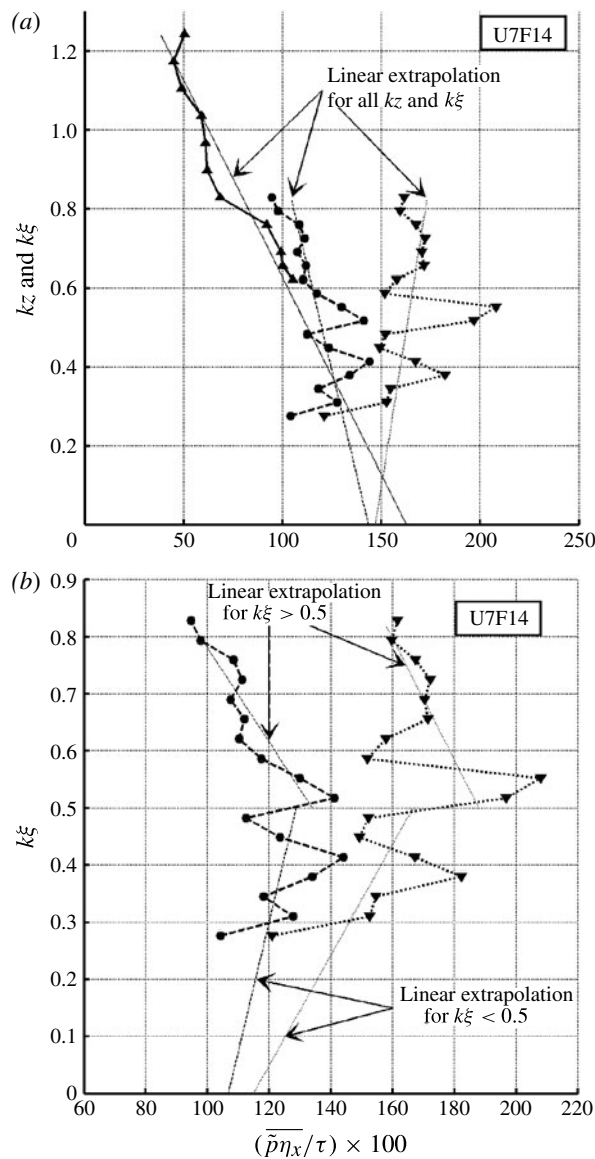 (a)
U7F14
1.2
Linear extrapolation
for all kz and kξ
1.0
0.8
kz and kξ
0.6
0.4
0.2
0 50 100 150 200 250
(b)
0.9
Linear extrapolation
for kξ > 0.5
U7F14
0.8
0.7
0.6
0.5
kξ
0.4
0.3
0.2
Linear extrapolation
for kξ < 0.5
0.1
0
60 80 100 120 140 160 180 200 220
(\overline{p̃η_x}/τ) × 100